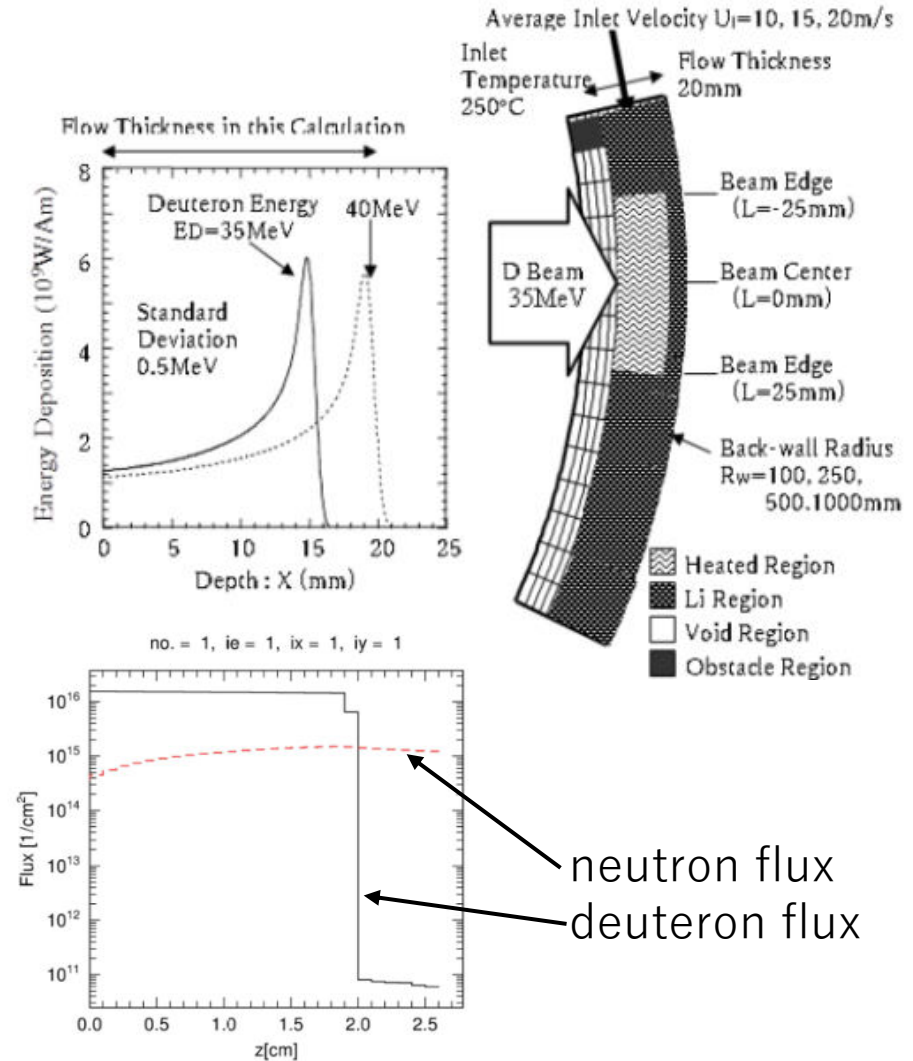 Average Inlet Velocity Uₗ=10, 15, 20m/s
Inlet
Temperature
250°C
Flow Thickness
20mm
Flow Thickness in this Calculation
8
6
4
2
0
Energy Deposition (10⁹W/Am)
Deuteron Energy
ED=35MeV
40MeV
Standard
Deviation
0.5MeV
0 5 10 15 20 25
Depth : X (mm)
D Beam
35MeV
Beam Edge
(L=-25mm)
Beam Center
(L=0mm)
Beam Edge
(L=25mm)
Back-wall Radius
Rw=100, 250,
500.1000mm
Heated Region
Li Region
Void Region
Obstacle Region
no. = 1, ie = 1, ix = 1, iy = 1
10¹⁶
10¹⁵
10¹⁴
10¹³
10¹²
10¹¹
Flux [1/cm²]
0.0 0.5 1.0 1.5 2.0 2.5
z[cm]
neutron flux
deuteron flux